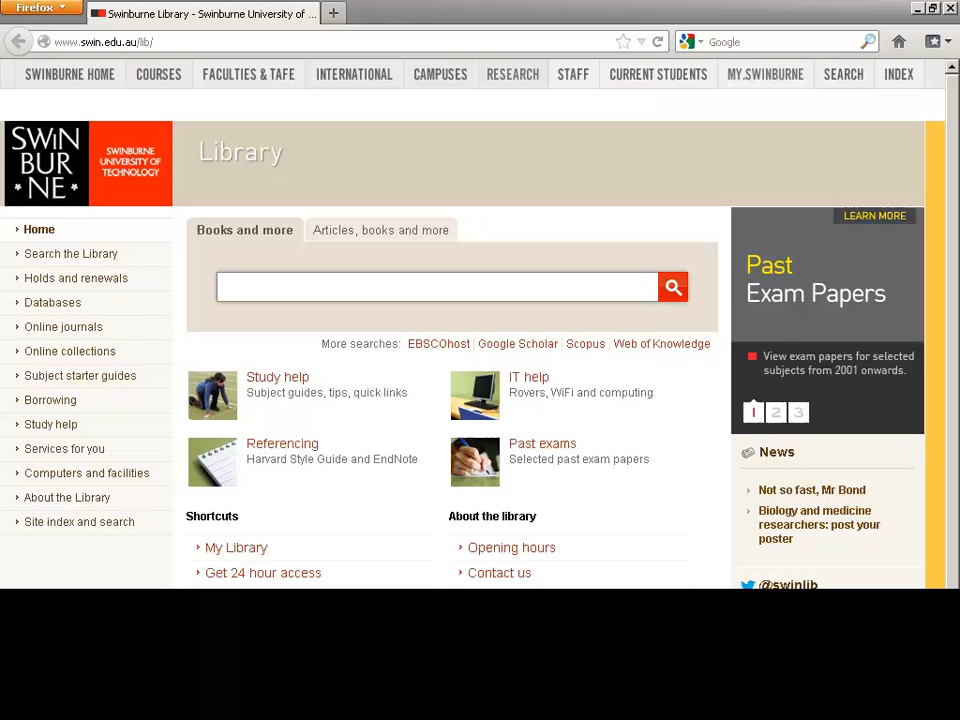 Firefox
Swinburne Library - Swinburne University of ...
www.swin.edu.au/lib/
Google
SWINBURNE HOME
COURSES
FACULTIES & TAFE
INTERNATIONAL
CAMPUSES
RESEARCH
STAFF
CURRENT STUDENTS
MY.SWINBURNE
SEARCH
INDEX
SWIN
BUR
*NE*
SWINBURNE
UNIVERSITY OF
TECHNOLOGY
Library
Home
Search the Library
Holds and renewals
Databases
Online journals
Online collections
Subject starter guides
Borrowing
Study help
Services for you
Computers and facilities
About the Library
Site index and search
Books and more
Articles, books and more
More searches: EBSCOhost Google Scholar Scopus Web of Knowledge
Study help
Subject guides, tips, quick links
IT help
Rovers, WiFi and computing
Referencing
Harvard Style Guide and EndNote
Past exams
Selected past exam papers
Shortcuts
My Library
Get 24 hour access
About the library
Opening hours
Contact us
LEARN MORE
Past
Exam Papers
View exam papers for selected
subjects from 2001 onwards.
1 2 3
News
Not so fast, Mr Bond
Biology and medicine
researchers: post your
poster
@swinlib